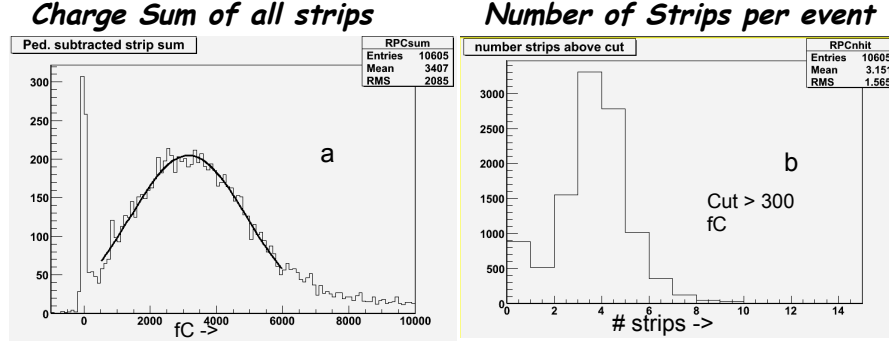 Charge Sum of all strips
Number of Strips per event
Ped. subtracted strip sum
RPCsum
Entries 10605
Mean 3407
RMS 2085
300
250
200
150
100
50
0
a
0 2000 4000 6000 8000 10000
fC ->
number strips above cut
RPCnhit
Entries 10605
Mean 3.151
RMS 1.565
3000
2500
2000
1500
1000
500
0
b
Cut > 300
fC
0 2 4 6 8 10 12 14
# strips ->